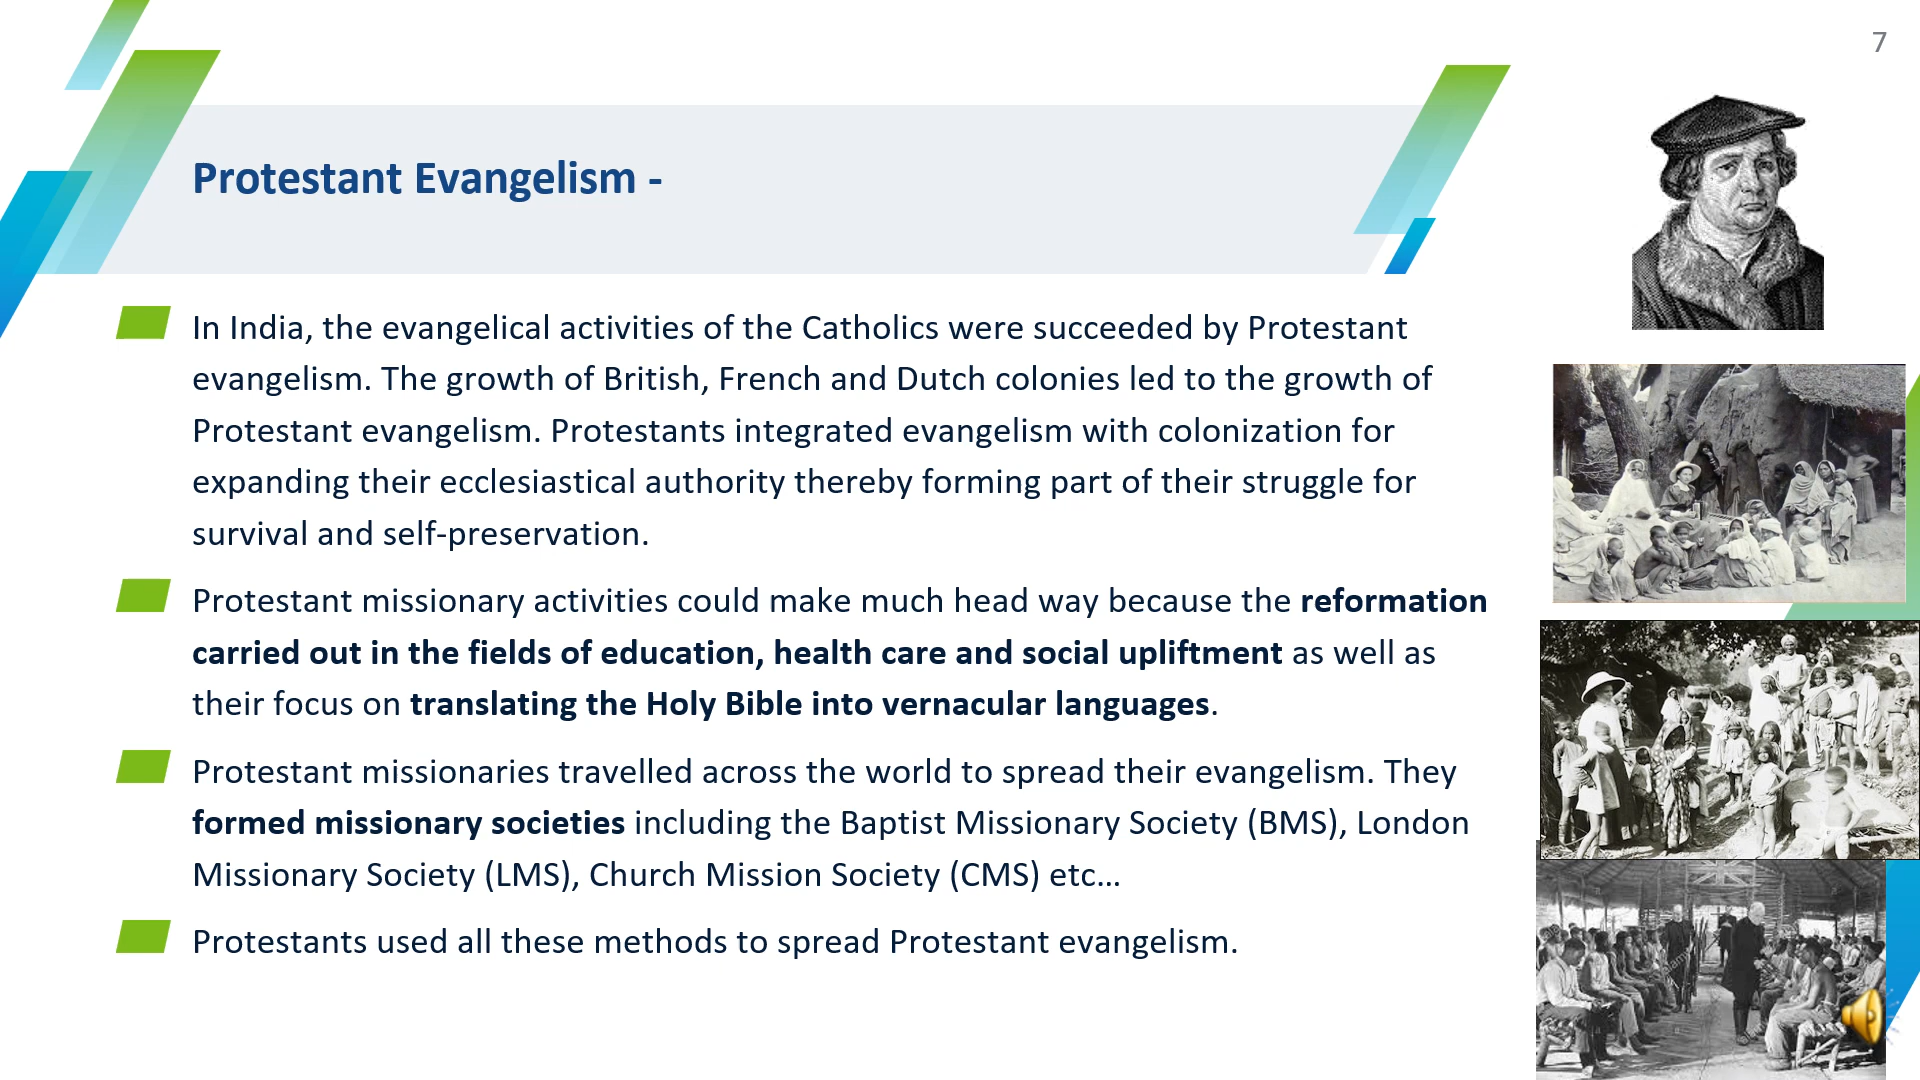 7
Protestant Evangelism -
In India, the evangelical activities of the Catholics were succeeded by Protestant
evangelism. The growth of British, French and Dutch colonies led to the growth of
Protestant evangelism. Protestants integrated evangelism with colonization for
expanding their ecclesiastical authority thereby forming part of their struggle for
survival and self-preservation.
Protestant missionary activities could make much head way because the reformation
carried out in the fields of education, health care and social upliftment as well as
their focus on translating the Holy Bible into vernacular languages.
Protestant missionaries travelled across the world to spread their evangelism. They
formed missionary societies including the Baptist Missionary Society (BMS), London
Missionary Society (LMS), Church Mission Society (CMS) etc...
Protestants used all these methods to spread Protestant evangelism.